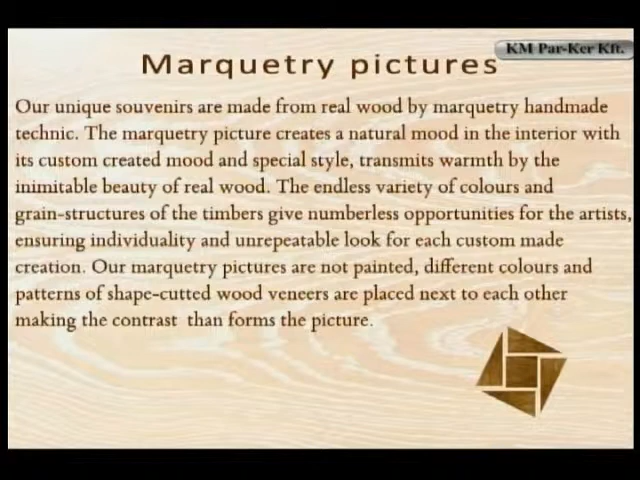 KM Par-Ker Kft.
Marquetry pictures
Our unique souvenirs are made from real wood by marquetry handmade
technic. The marquetry picture creates a natural mood in the interior with
its custom created mood and special style, transmits warmth by the
inimitable beauty of real wood. The endless variety of colours and
grain-structures of the timbers give numberless opportunities for the artists,
ensuring individuality and unrepeatable look for each custom made
creation. Our marquetry pictures are not painted, different colours and
patterns of shape-cutted wood veneers are placed next to each other
making the contrast than forms the picture.